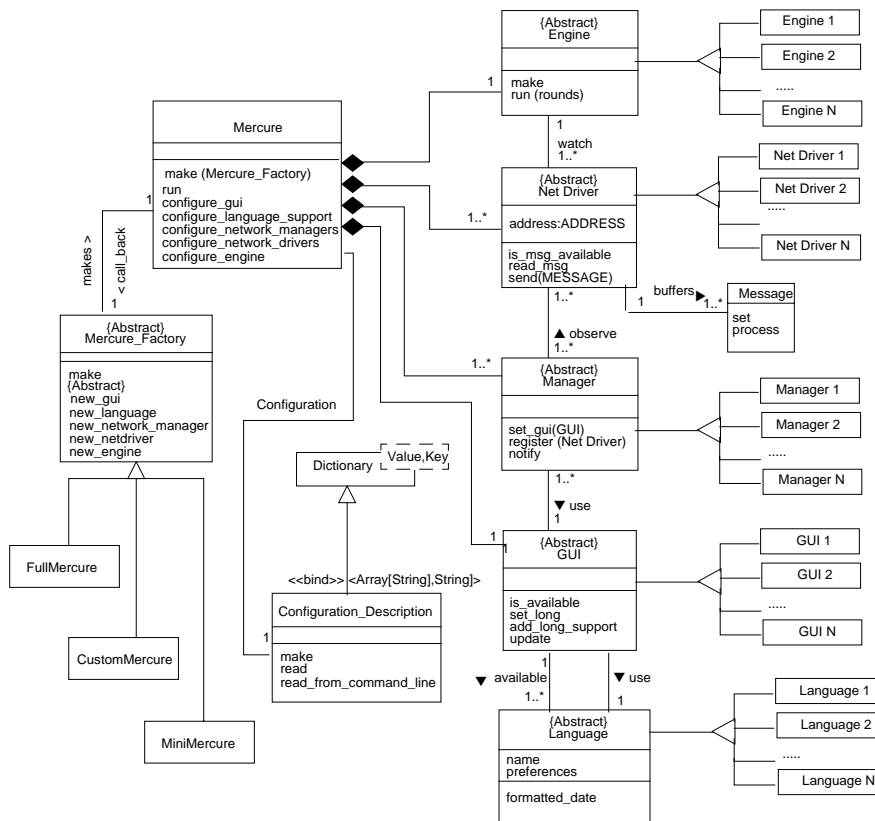 {Abstract}
Engine
make
run (rounds)
Engine 1
Engine 2
.....
Engine N
1
1
watch
1..*
Mercure
make (Mercure_Factory)
run
configure_gui
configure_language_support
configure_network_managers
configure_network_drivers
configure_engine
{Abstract}
Net Driver
address:ADDRESS
is_msg_available
read_msg
send(MESSAGE)
Net Driver 1
Net Driver 2
.....
Net Driver N
1..*
1
makes >
< call_back
1
1..*
1
buffers ▶
1..*
Message
set
process
{Abstract}
Mercure_Factory
make
{Abstract}
new_gui
new_language
new_network_manager
new_netdriver
new_engine
▲ observe
1..*
1..*
{Abstract}
Manager
set_gui(GUI)
register (Net Driver)
notify
Manager 1
Manager 2
.....
Manager N
Configuration
Dictionary
Value,Key
1..*
▼ use
1
1
1
{Abstract}
GUI
is_available
set_long
add_long_support
update
GUI 1
GUI 2
.....
GUI N
FullMercure
CustomMercure
MiniMercure
<<bind>>
<Array[String],String]>
Configuration_Description
1
make
read
read_from_command_line
1
▼ available
1..*
▼ use
1
{Abstract}
Language
name
preferences
formatted_date
Language 1
Language 2
.....
Language N